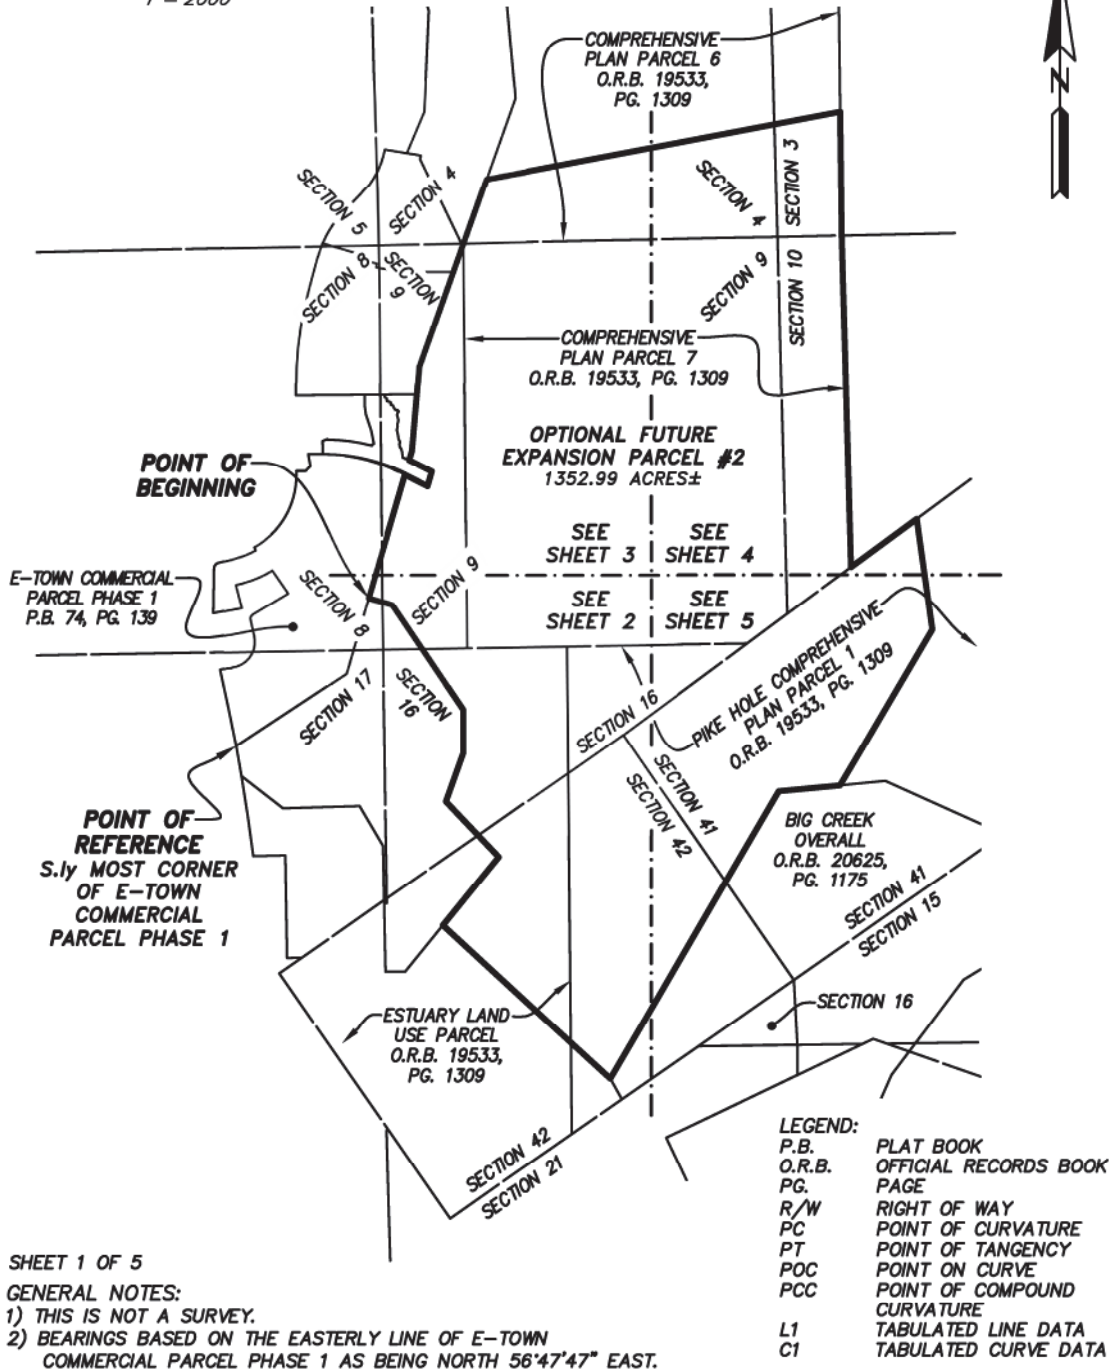 COMPREHENSIVE
PLAN PARCEL 6
O.R.B. 19533,
PG. 1309
N
SECTION 5
SECTION 4
SECTION 4
SECTION 3
SECTION 8
SECTION
9
SECTION 9
SECTION 10
COMPREHENSIVE
PLAN PARCEL 7
O.R.B. 19533, PG. 1309
OPTIONAL FUTURE
EXPANSION PARCEL #2
1352.99 ACRES±
POINT OF
BEGINNING
SEE
SHEET 3
SEE
SHEET 4
SEE
SHEET 2
SEE
SHEET 5
E-TOWN COMMERCIAL
PARCEL PHASE 1
P.B. 74, PG. 139
SECTION 8
SECTION 9
SECTION 17
SECTION
16
SECTION 16
PIKE HOLE COMPREHENSIVE
PLAN PARCEL 1
O.R.B. 19533, PG. 1309
SECTION 41
SECTION 42
POINT OF
REFERENCE
S.ly MOST CORNER
OF E-TOWN
COMMERCIAL
PARCEL PHASE 1
BIG CREEK
OVERALL
O.R.B. 20625,
PG. 1175
SECTION 41
SECTION 15
SECTION 16
ESTUARY LAND
USE PARCEL
O.R.B. 19533,
PG. 1309
SECTION 42
SECTION 21
LEGEND:
P.B. PLAT BOOK
O.R.B. OFFICIAL RECORDS BOOK
PG. PAGE
R/W RIGHT OF WAY
PC POINT OF CURVATURE
PT POINT OF TANGENCY
POC POINT ON CURVE
PCC POINT OF COMPOUND
CURVATURE
L1 TABULATED LINE DATA
C1 TABULATED CURVE DATA
SHEET 1 OF 5
GENERAL NOTES:
1) THIS IS NOT A SURVEY.
2) BEARINGS BASED ON THE EASTERLY LINE OF E-TOWN
COMMERCIAL PARCEL PHASE 1 AS BEING NORTH 56°47'47" EAST.